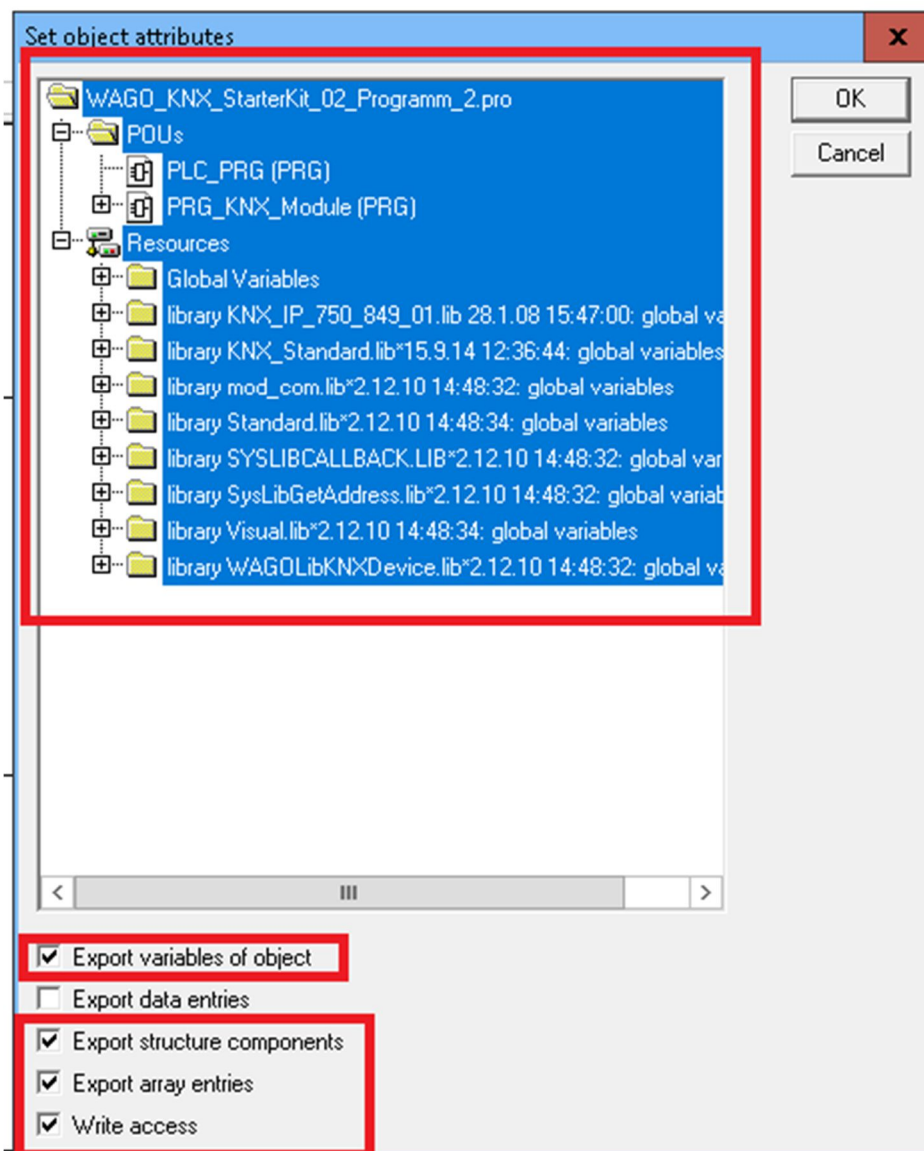 Set object attributes
x
WAGO_KNX_StarterKit_02_Programm_2.pro
OK
POUs
Cancel
PLC_PRG (PRG)
PRG_KNX_Module (PRG)
Resources
Global Variables
library KNX_IP_750_849_01.lib 28.1.08 15:47:00: global va
library KNX_Standard.lib*15.9.14 12:36:44: global variables
library mod_com.lib*2.12.10 14:48:32: global variables
library Standard.lib*2.12.10 14:48:34: global variables
library SYSLIBCALLBACK.LIB*2.12.10 14:48:32: global var
library SysLibGetAddress.lib*2.12.10 14:48:32: global variab
library Visual.lib*2.12.10 14:48:34: global variables
library WAGOLibKNXDevice.lib*2.12.10 14:48:32: global va
Export variables of object
Export data entries
Export structure components
Export array entries
Write access